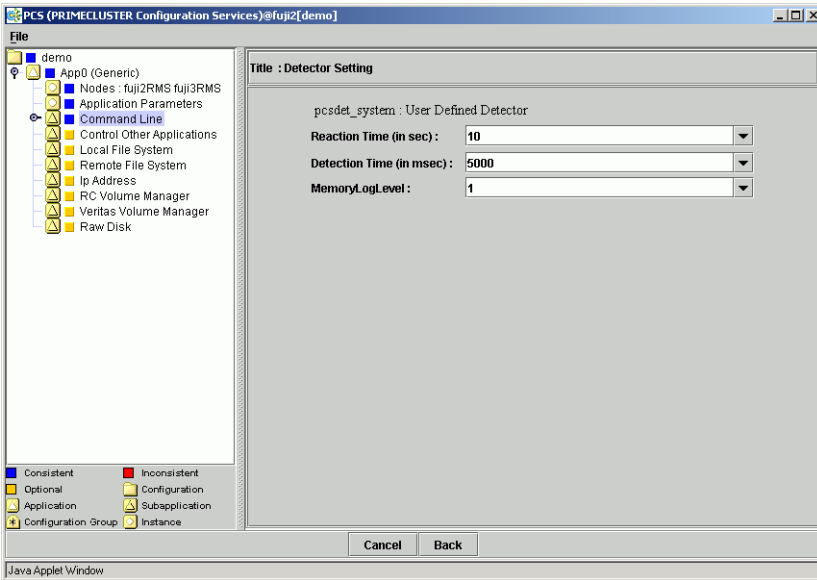 PCS (PRIMECLUSTER Configuration Services)@fuji2[demo]
File
demo
App0 (Generic)
Nodes : fuji2RMS fuji3RMS
Application Parameters
Command Line
Control Other Applications
Local File System
Remote File System
Ip Address
RC Volume Manager
Veritas Volume Manager
Raw Disk
Title : Detector Setting
pcsdet_system : User Defined Detector
Reaction Time (in sec) : 10
Detection Time (in msec) : 5000
MemoryLogLevel : 1
Consistent Inconsistent
Optional Configuration
Application Subapplication
Configuration Group Instance
Cancel Back
Java Applet Window